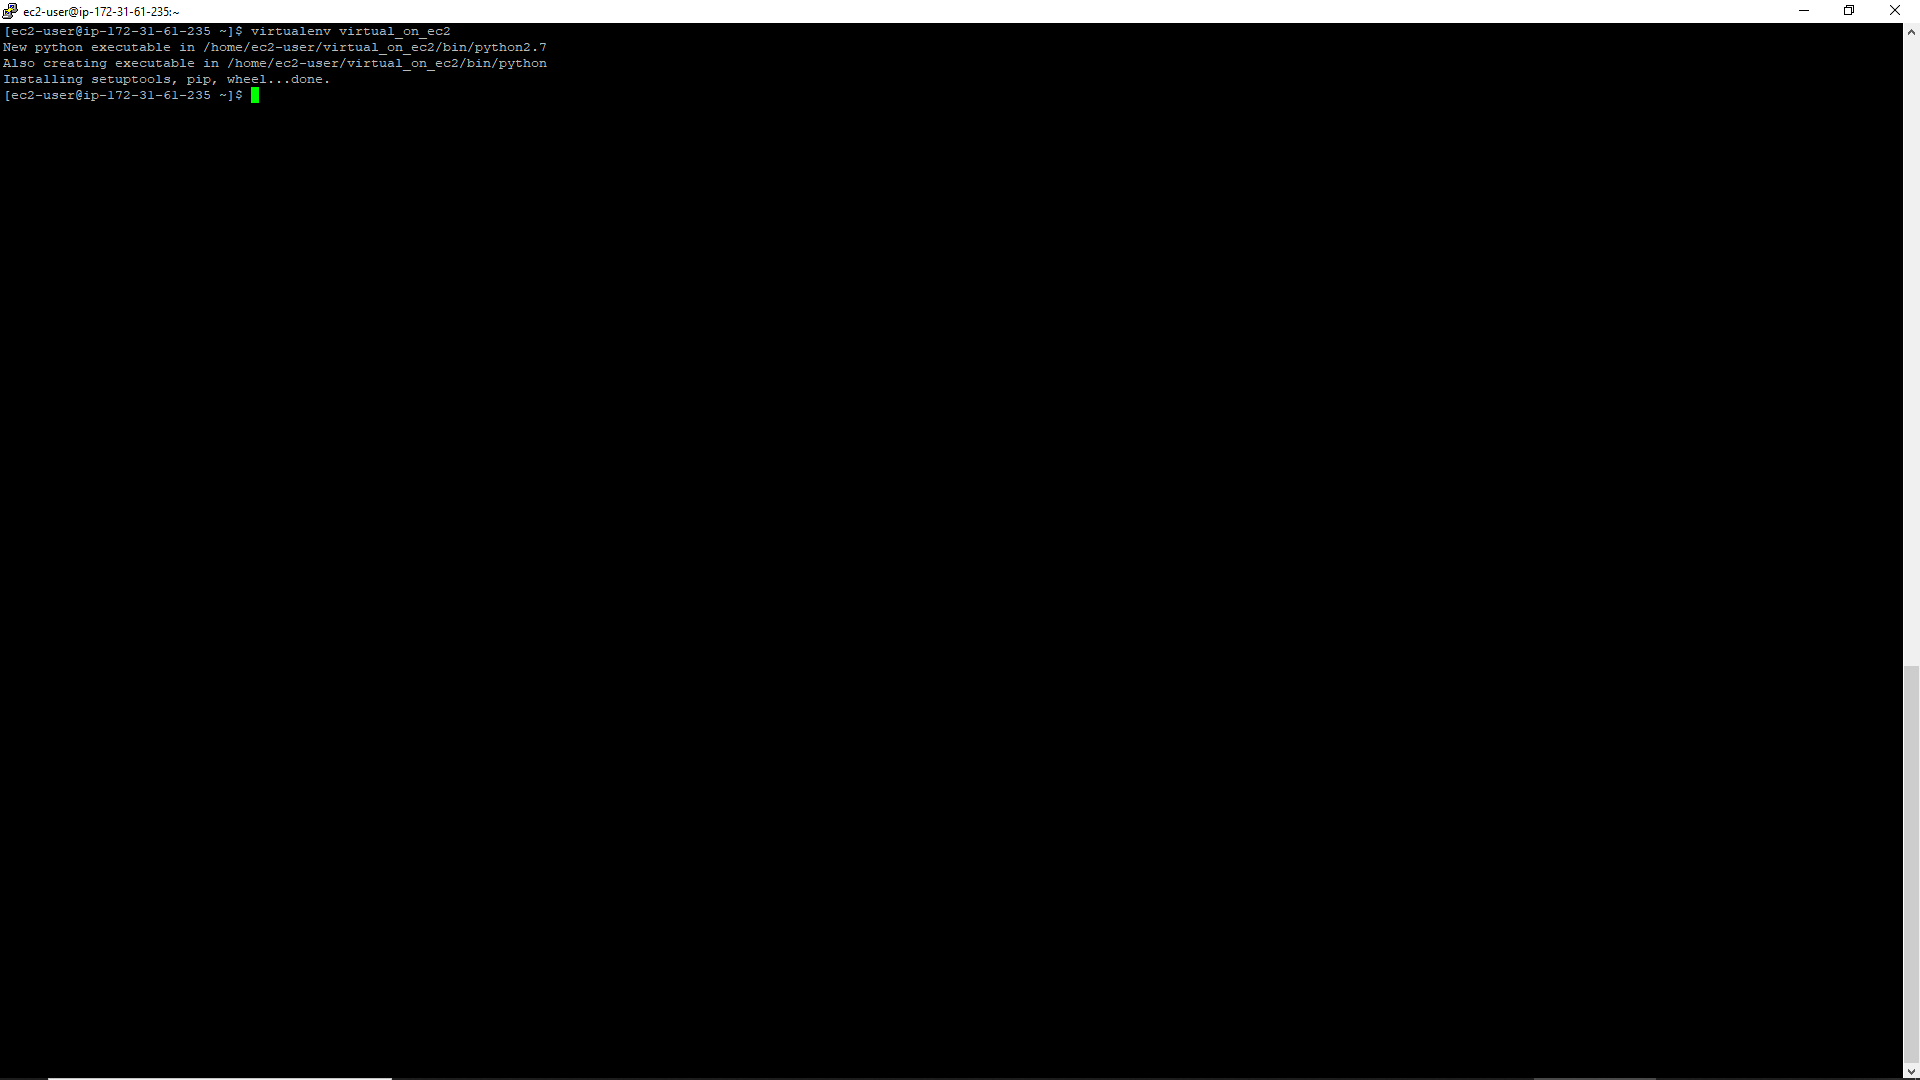 ec2-user@ip-172-31-61-235:~
[ec2-user@ip-172-31-61-235 ~]$ virtualenv virtual_on_ec2
New python executable in /home/ec2-user/virtual_on_ec2/bin/python2.7
Also creating executable in /home/ec2-user/virtual_on_ec2/bin/python
Installing setuptools, pip, wheel...done.
[ec2-user@ip-172-31-61-235 ~]$